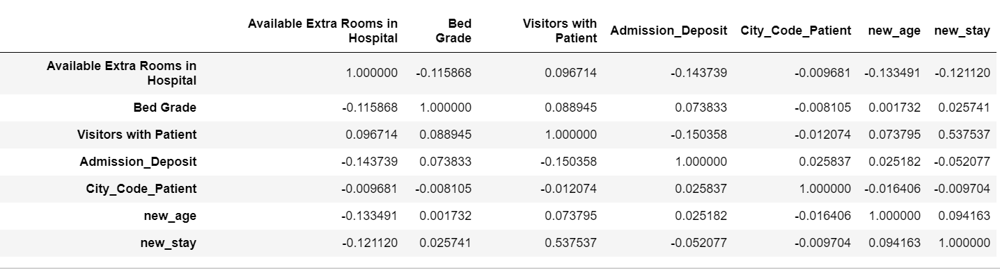 Available Extra Rooms in Hospital Bed Grade Visitors with Patient Admission_Deposit City_Code_Patient new_age new_stay
Available Extra Rooms in Hospital 1.000000 -0.115868 0.096714 -0.143739 -0.009681 -0.133491 -0.121120
Bed Grade -0.115868 1.000000 0.088945 0.073833 -0.008105 0.001732 0.025741
Visitors with Patient 0.096714 0.088945 1.000000 -0.150358 -0.012074 0.073795 0.537537
Admission_Deposit -0.143739 0.073833 -0.150358 1.000000 0.025837 0.025182 -0.052077
City_Code_Patient -0.009681 -0.008105 -0.012074 0.025837 1.000000 -0.016406 -0.009704
new_age -0.133491 0.001732 0.073795 0.025182 -0.016406 1.000000 0.094163
new_stay -0.121120 0.025741 0.537537 -0.052077 -0.009704 0.094163 1.000000